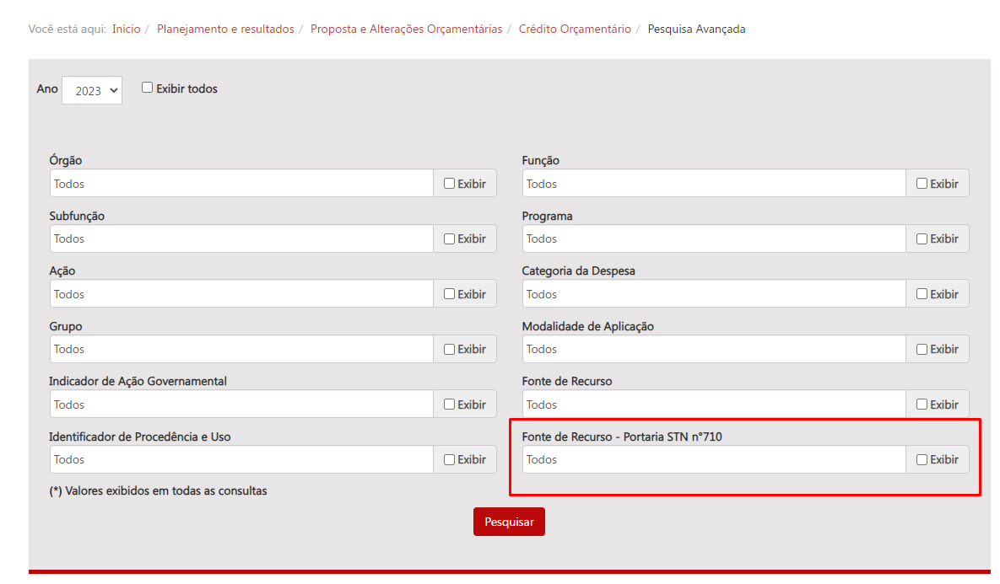 Você está aqui: Início / Planejamento e resultados / Proposta e Alterações Orçamentárias / Crédito Orçamentário / Pesquisa Avançada
Ano 2023 Exibir todos
Órgão Função
Todos Exibir Todos Exibir
Subfunção Programa
Todos Exibir Todos Exibir
Ação Categoria da Despesa
Todos Exibir Todos Exibir
Grupo Modalidade de Aplicação
Todos Exibir Todos Exibir
Indicador de Ação Governamental Fonte de Recurso
Todos Exibir Todos Exibir
Identificador de Procedência e Uso Fonte de Recurso - Portaria STN n°710
Todos Exibir Todos Exibir
(*) Valores exibidos em todas as consultas
Pesquisar